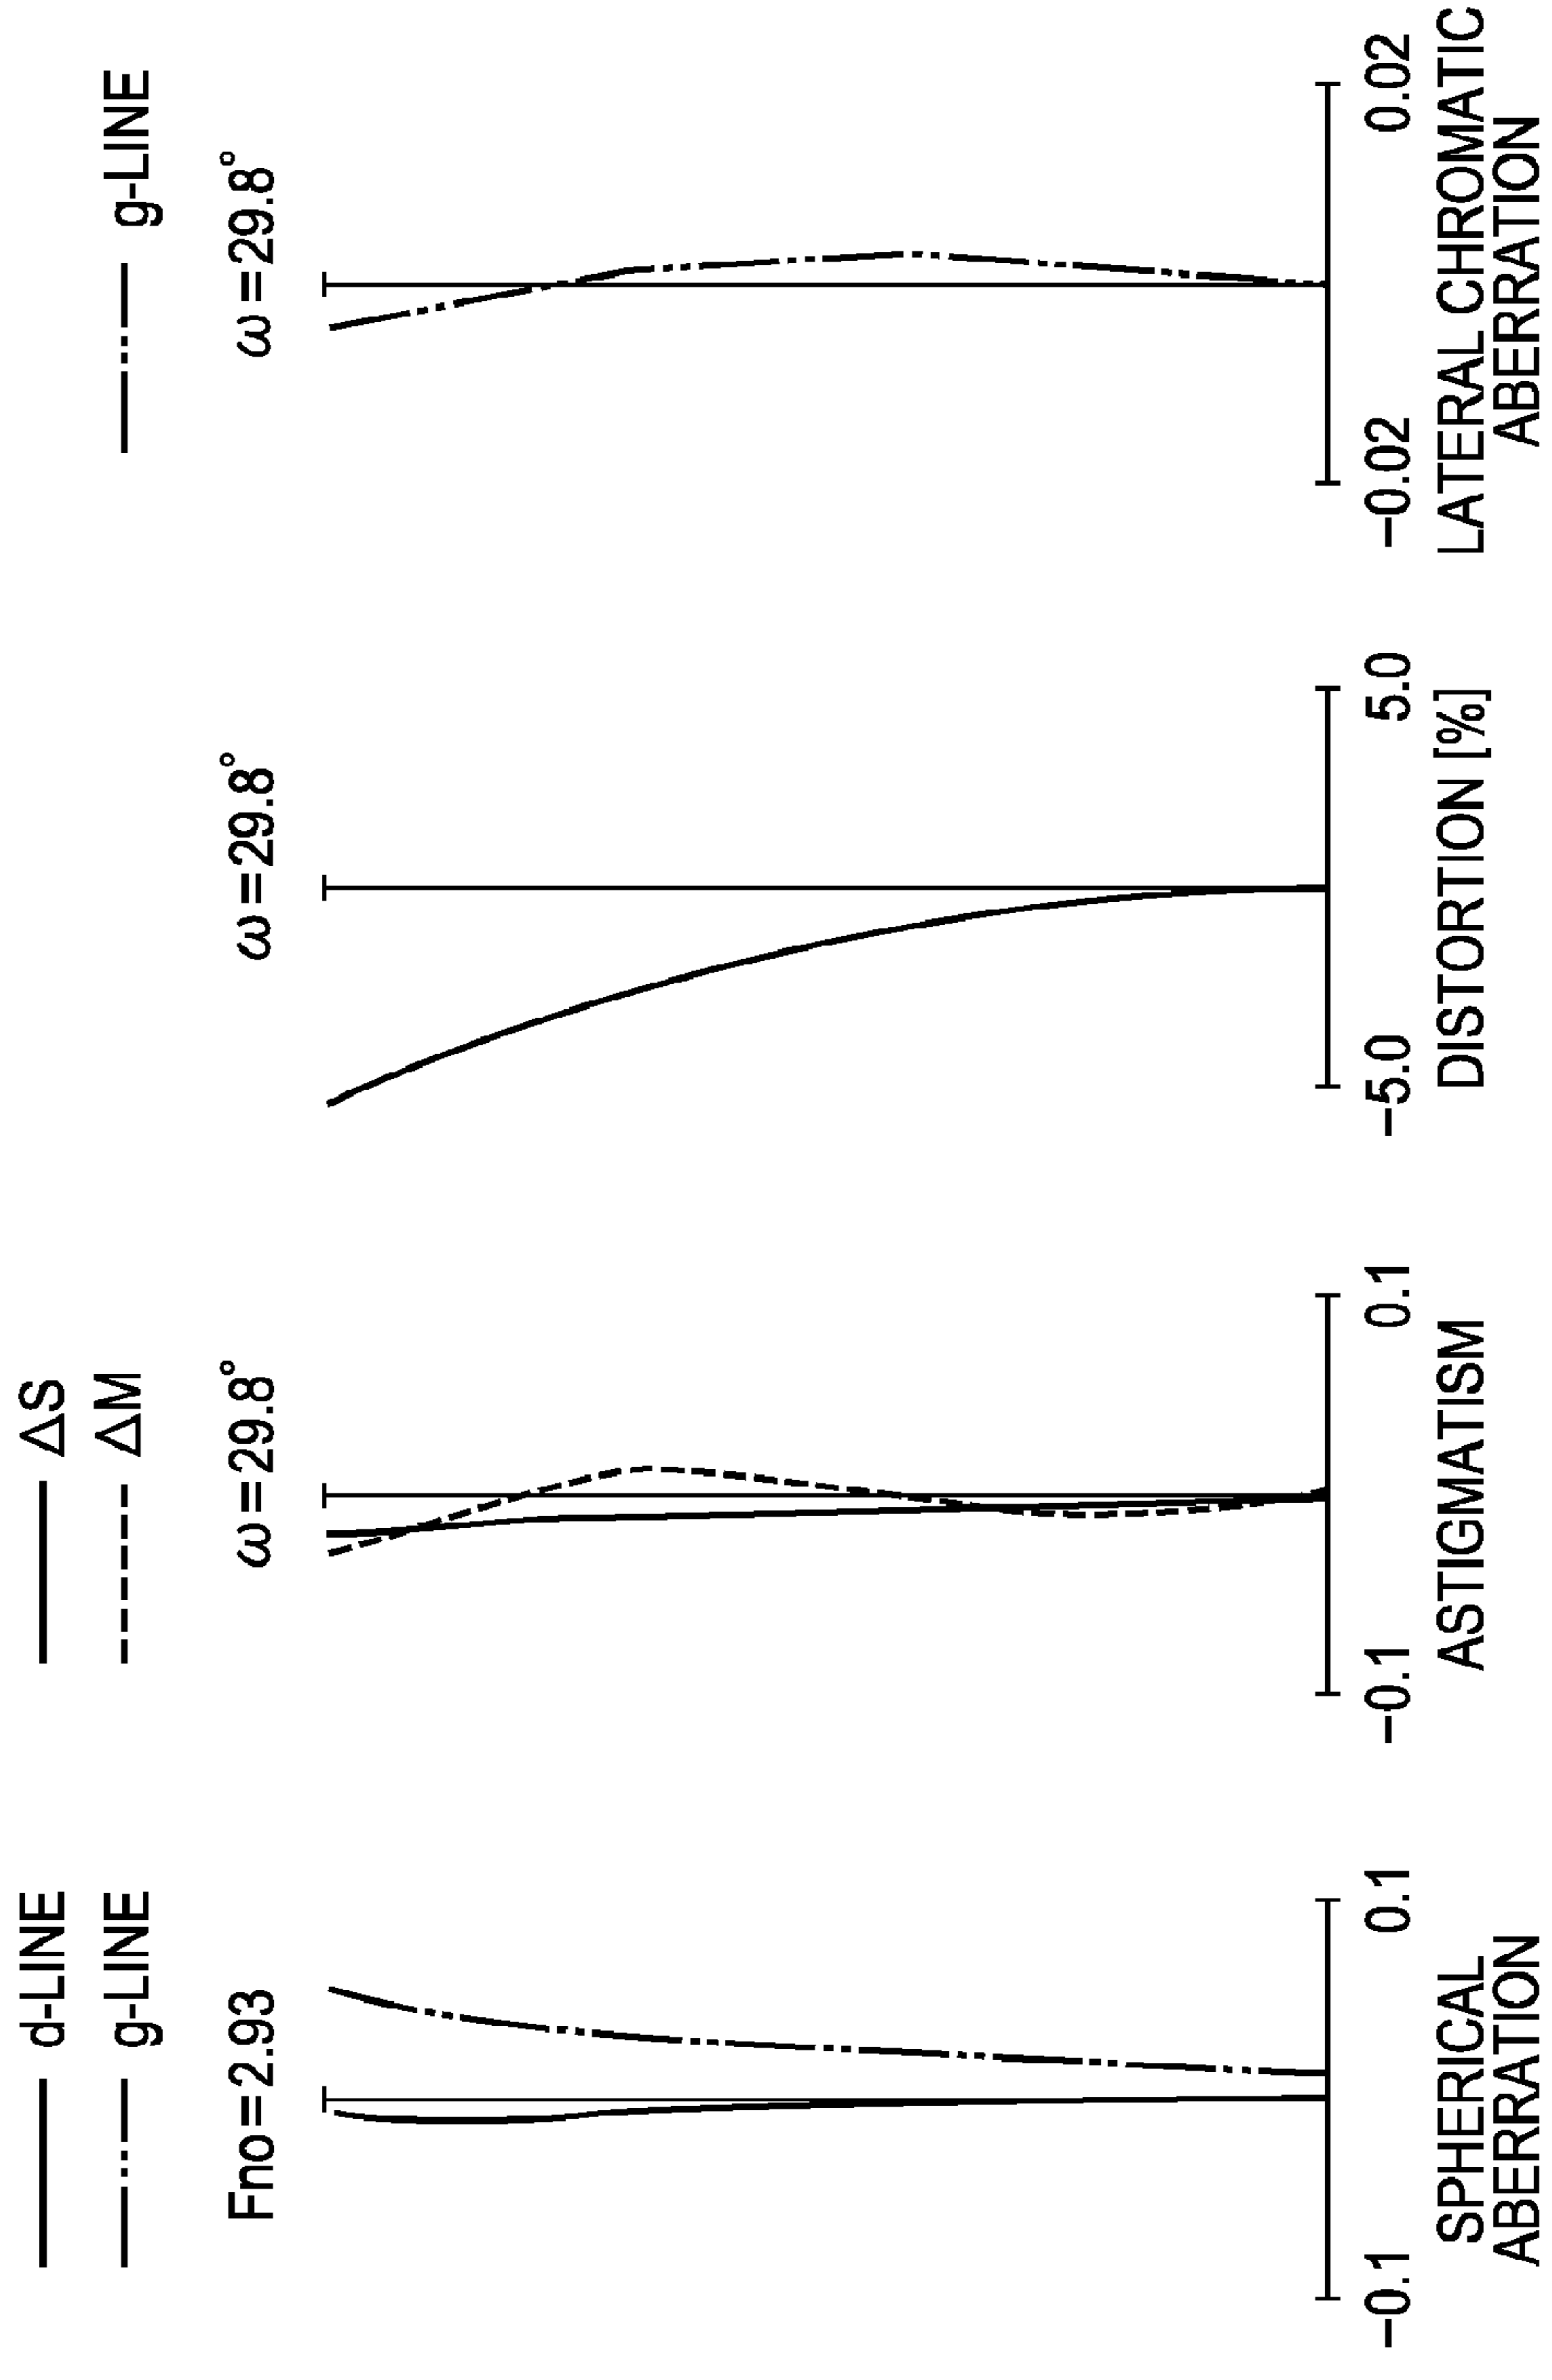 d-LINE
g-LINE
Fno=2.93
−0.1
0.1
SPHERICAL
ABERRATION
ΔS
ΔM
ω=29.8°
−0.1
0.1
ASTIGMATISM
ω=29.8°
−5.0
5.0
DISTORTION [%]
g-LINE
ω=29.8°
−0.02
0.02
LATERAL CHROMATIC
ABERRATION